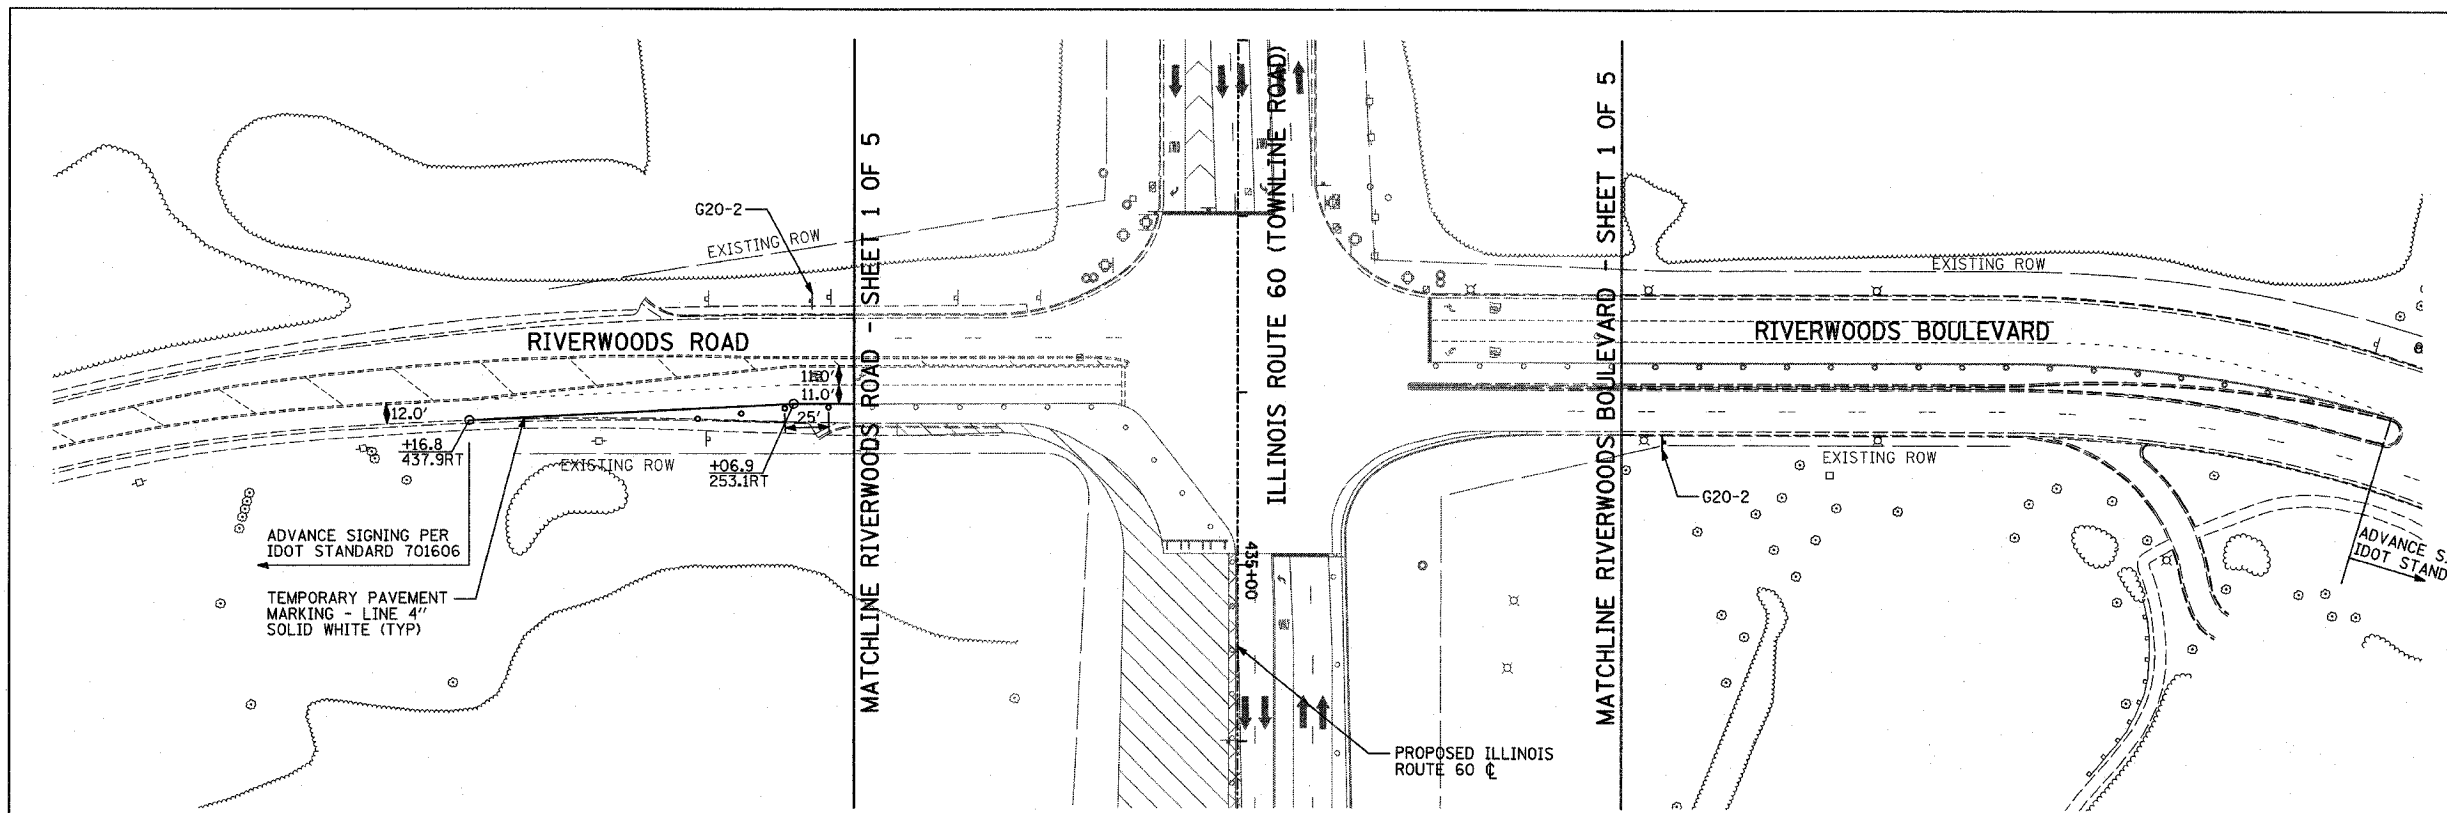 G20-2
EXISTING ROW
RIVERWOODS ROAD
MATCHLINE RIVERWOODS ROAD - SHEET 1 OF 5
ILLINOIS ROUTE 60 (TOWNLINE ROAD)
MATCHLINE RIVERWOODS BOULEVARD - SHEET 1 OF 5
EXISTING ROW
RIVERWOODS BOULEVARD
11.0'
11.0'
12.0'
25'
+16.8
437.9RT
EXISTING ROW
+06.9
253.1RT
EXISTING ROW
G20-2
ADVANCE SIGNING PER
IDOT STANDARD 701606
TEMPORARY PAVEMENT
MARKING - LINE 4"
SOLID WHITE (TYP)
435+00
PROPOSED ILLINOIS
ROUTE 60 ℄
ADVANCE S
IDOT STAND